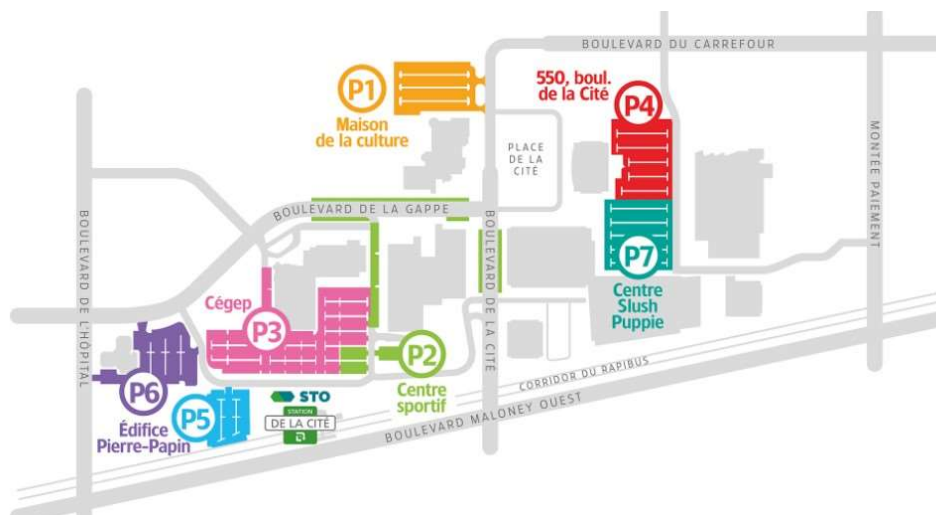 BOULEVARD DU CARREFOUR
P1
Maison
de la culture
550, boul.
de la Cité
P4
PLACE
DE LA
CITÉ
MONTÉE PAIEMENT
BOULEVARD DE L'HÔPITAL
BOULEVARD DE LA GAPPE
BOULEVARD DE LA CITÉ
P7
Centre
Slush
Puppie
Cégep
P3
P2
Centre
sportif
P6
Édifice
Pierre-Papin
P5
STO
STATION
DE LA CITÉ
CORRIDOR DU RAPIBUS
BOULEVARD MALONEY OUEST